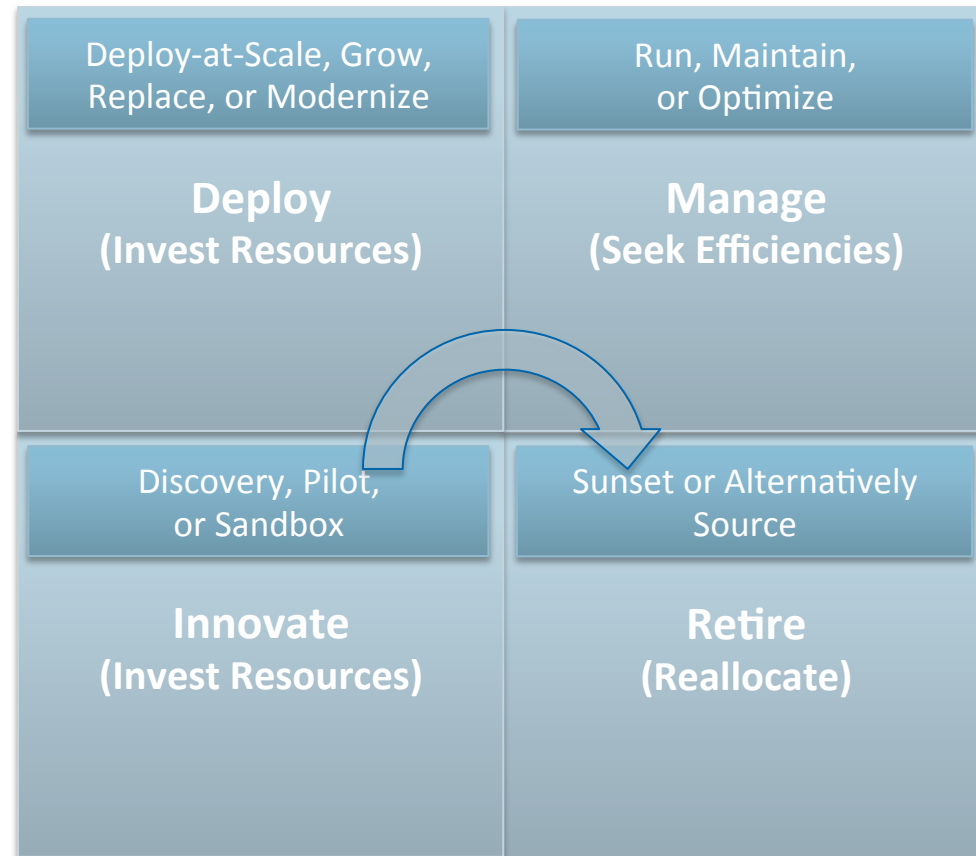 Deploy-at-Scale, Grow,
Replace, or Modernize
Deploy
(Invest Resources)
Run, Maintain,
or Optimize
Manage
(Seek Efficiencies)
Discovery, Pilot,
or Sandbox
Innovate
(Invest Resources)
Sunset or Alternatively
Source
Retire
(Reallocate)